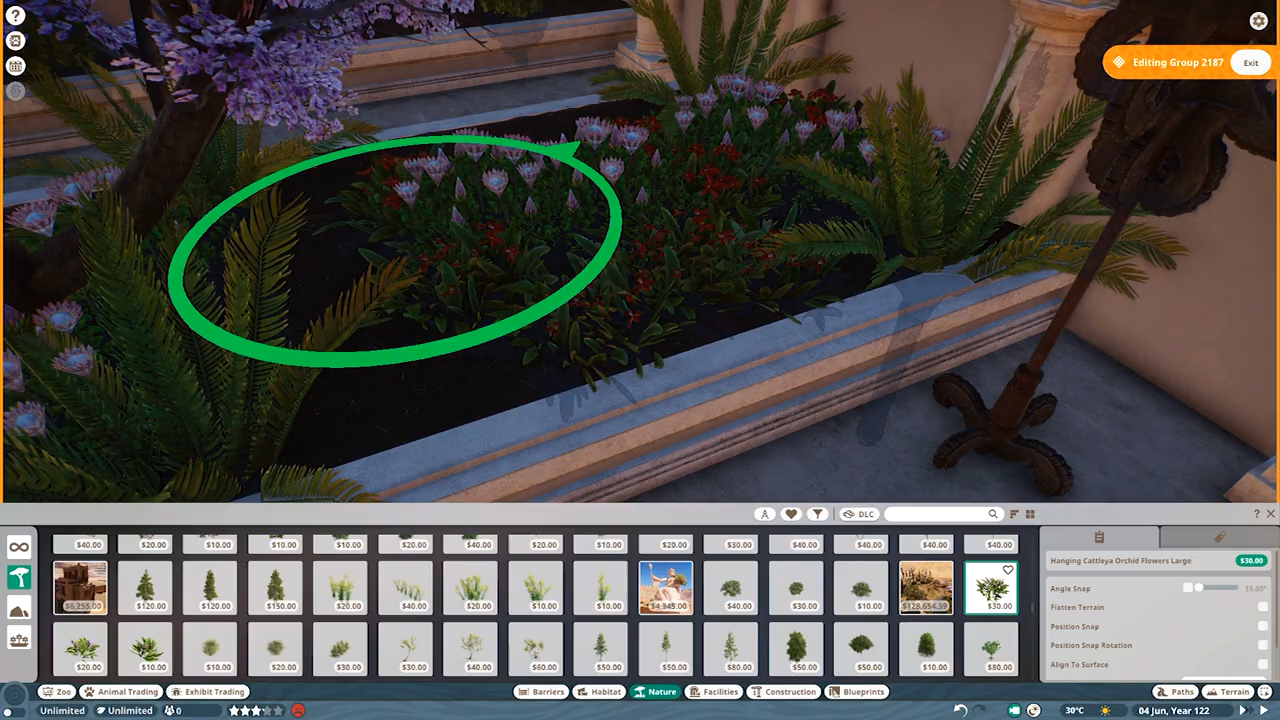 ?
Editing Group 2187
Exit
DLC
?
$40.00 $20.00 $10.00 $10.00 $10.00 $20.00 $40.00 $20.00 $10.00 $20.00 $30.00 $40.00 $40.00 $40.00 $40.00
$6,255.00 $120.00 $120.00 $150.00 $20.00 $40.00 $20.00 $10.00 $10.00 $4,345.00 $40.00 $30.00 $10.00 $128,654.39 $30.00
$20.00 $10.00 $10.00 $20.00 $30.00 $20.00 $40.00 $60.00 $50.00 $50.00 $80.00 $50.00 $50.00 $10.00 $80.00
Hanging Cattleya Orchid Flowers Large $30.00
Angle Snap 15.00°
Flatten Terrain
Position Snap
Position Snap Rotation
Align To Surface
Zoo Animal Trading Exhibit Trading Barriers Habitat Nature Facilities Construction Blueprints Paths Terrain
Unlimited Unlimited 0 30°C 04 Jun, Year 122